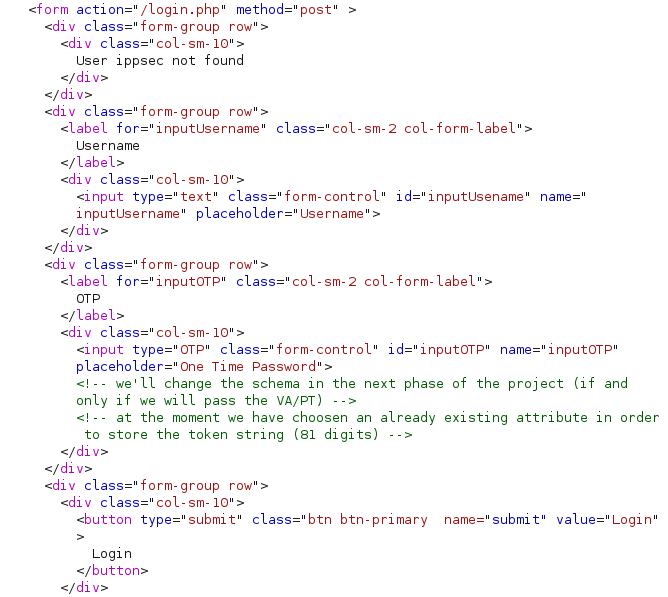 <form action="/login.php" method="post" >
<div class="form-group row">
<div class="col-sm-10">
User ippsec not found
</div>
</div>
<div class="form-group row">
<label for="inputUsername" class="col-sm-2 col-form-label">
Username
</label>
<div class="col-sm-10">
<input type="text" class="form-control" id="inputUsename" name="
inputUsername" placeholder="Username">
</div>
</div>
<div class="form-group row">
<label for="inputOTP" class="col-sm-2 col-form-label">
OTP
</label>
<div class="col-sm-10">
<input type="OTP" class="form-control" id="inputOTP" name="inputOTP"
placeholder="One Time Password">
<!-- we'll change the schema in the next phase of the project (if and
only if we will pass the VA/PT) -->
<!-- at the moment we have choosen an already existing attribute in order
to store the token string (81 digits) -->
</div>
</div>
<div class="form-group row">
<div class="col-sm-10">
<button type="submit" class="btn btn-primary  name="submit" value="Login"
>
Login
</button>
</div>